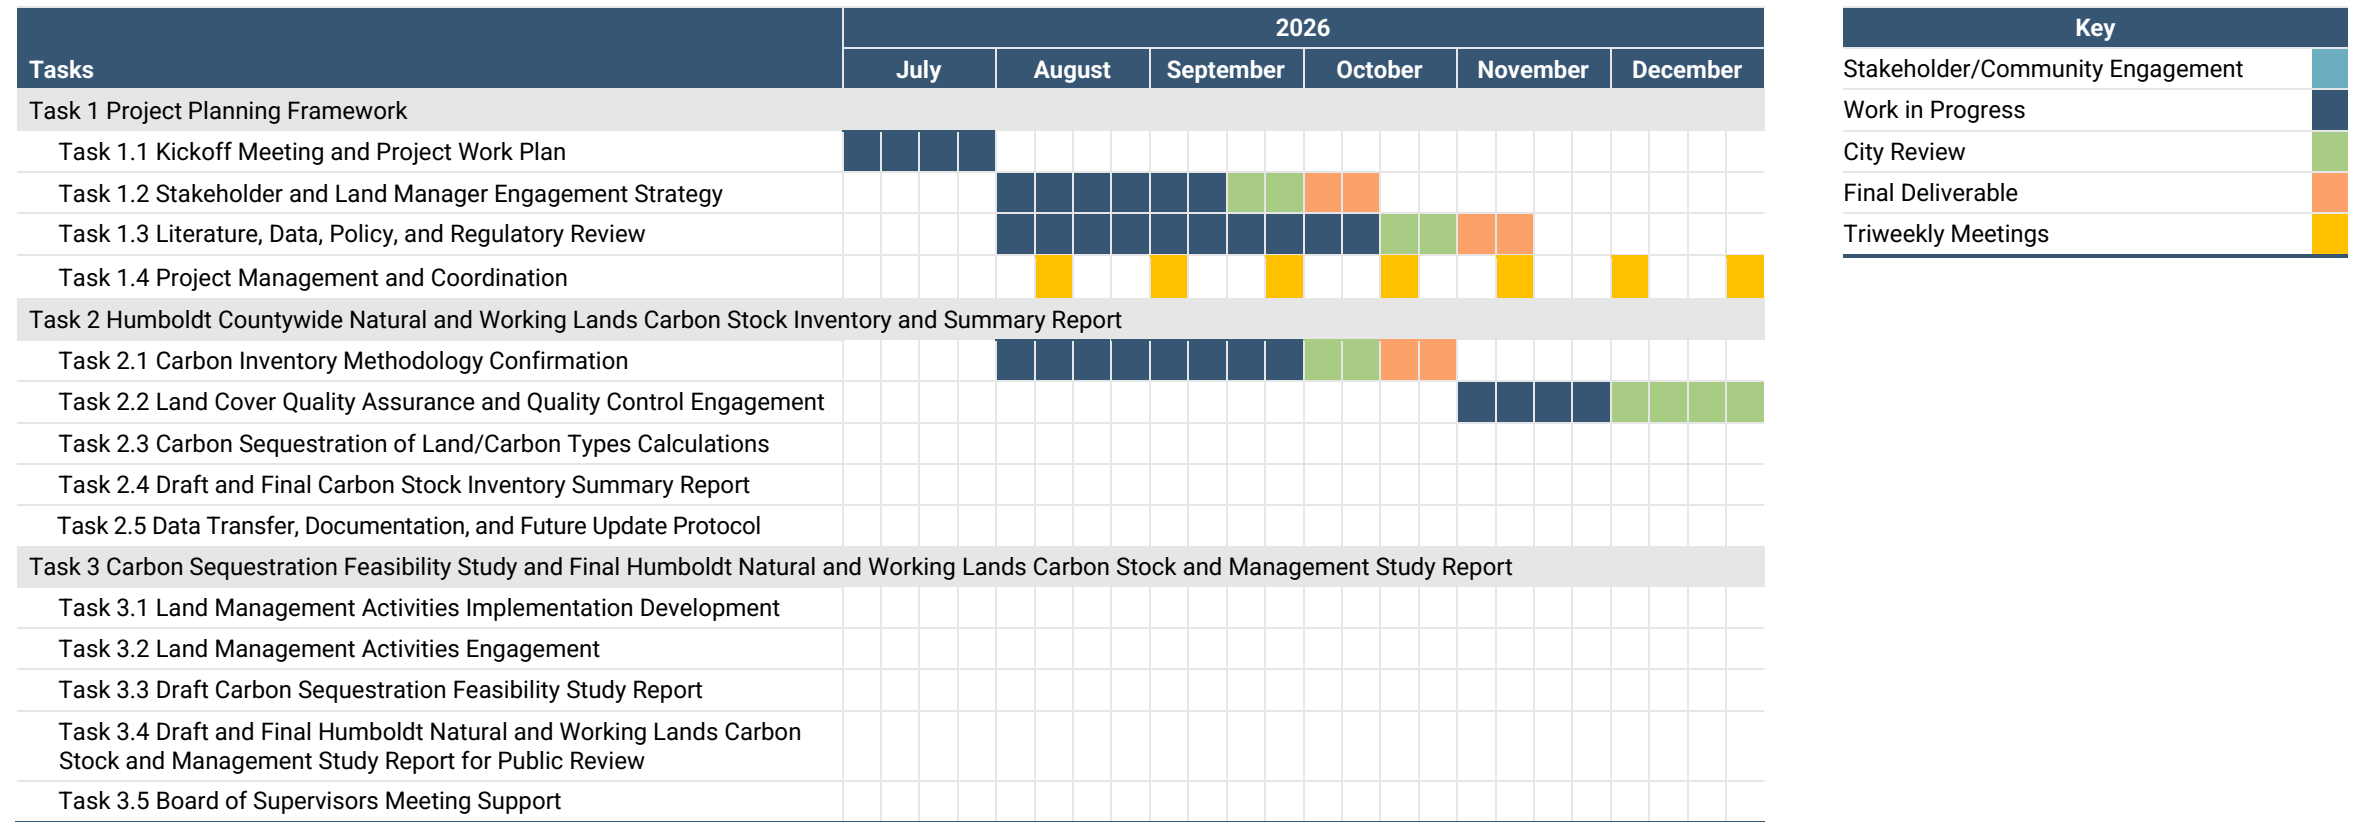 2026
Tasks July August September October November December
Task 1 Project Planning Framework
Task 1.1 Kickoff Meeting and Project Work Plan
Task 1.2 Stakeholder and Land Manager Engagement Strategy
Task 1.3 Literature, Data, Policy, and Regulatory Review
Task 1.4 Project Management and Coordination
Task 2 Humboldt Countywide Natural and Working Lands Carbon Stock Inventory and Summary Report
Task 2.1 Carbon Inventory Methodology Confirmation
Task 2.2 Land Cover Quality Assurance and Quality Control Engagement
Task 2.3 Carbon Sequestration of Land/Carbon Types Calculations
Task 2.4 Draft and Final Carbon Stock Inventory Summary Report
Task 2.5 Data Transfer, Documentation, and Future Update Protocol
Task 3 Carbon Sequestration Feasibility Study and Final Humboldt Natural and Working Lands Carbon Stock and Management Study Report
Task 3.1 Land Management Activities Implementation Development
Task 3.2 Land Management Activities Engagement
Task 3.3 Draft Carbon Sequestration Feasibility Study Report
Task 3.4 Draft and Final Humboldt Natural and Working Lands Carbon
Stock and Management Study Report for Public Review
Task 3.5 Board of Supervisors Meeting Support
Key
Stakeholder/Community Engagement
Work in Progress
City Review
Final Deliverable
Triweekly Meetings